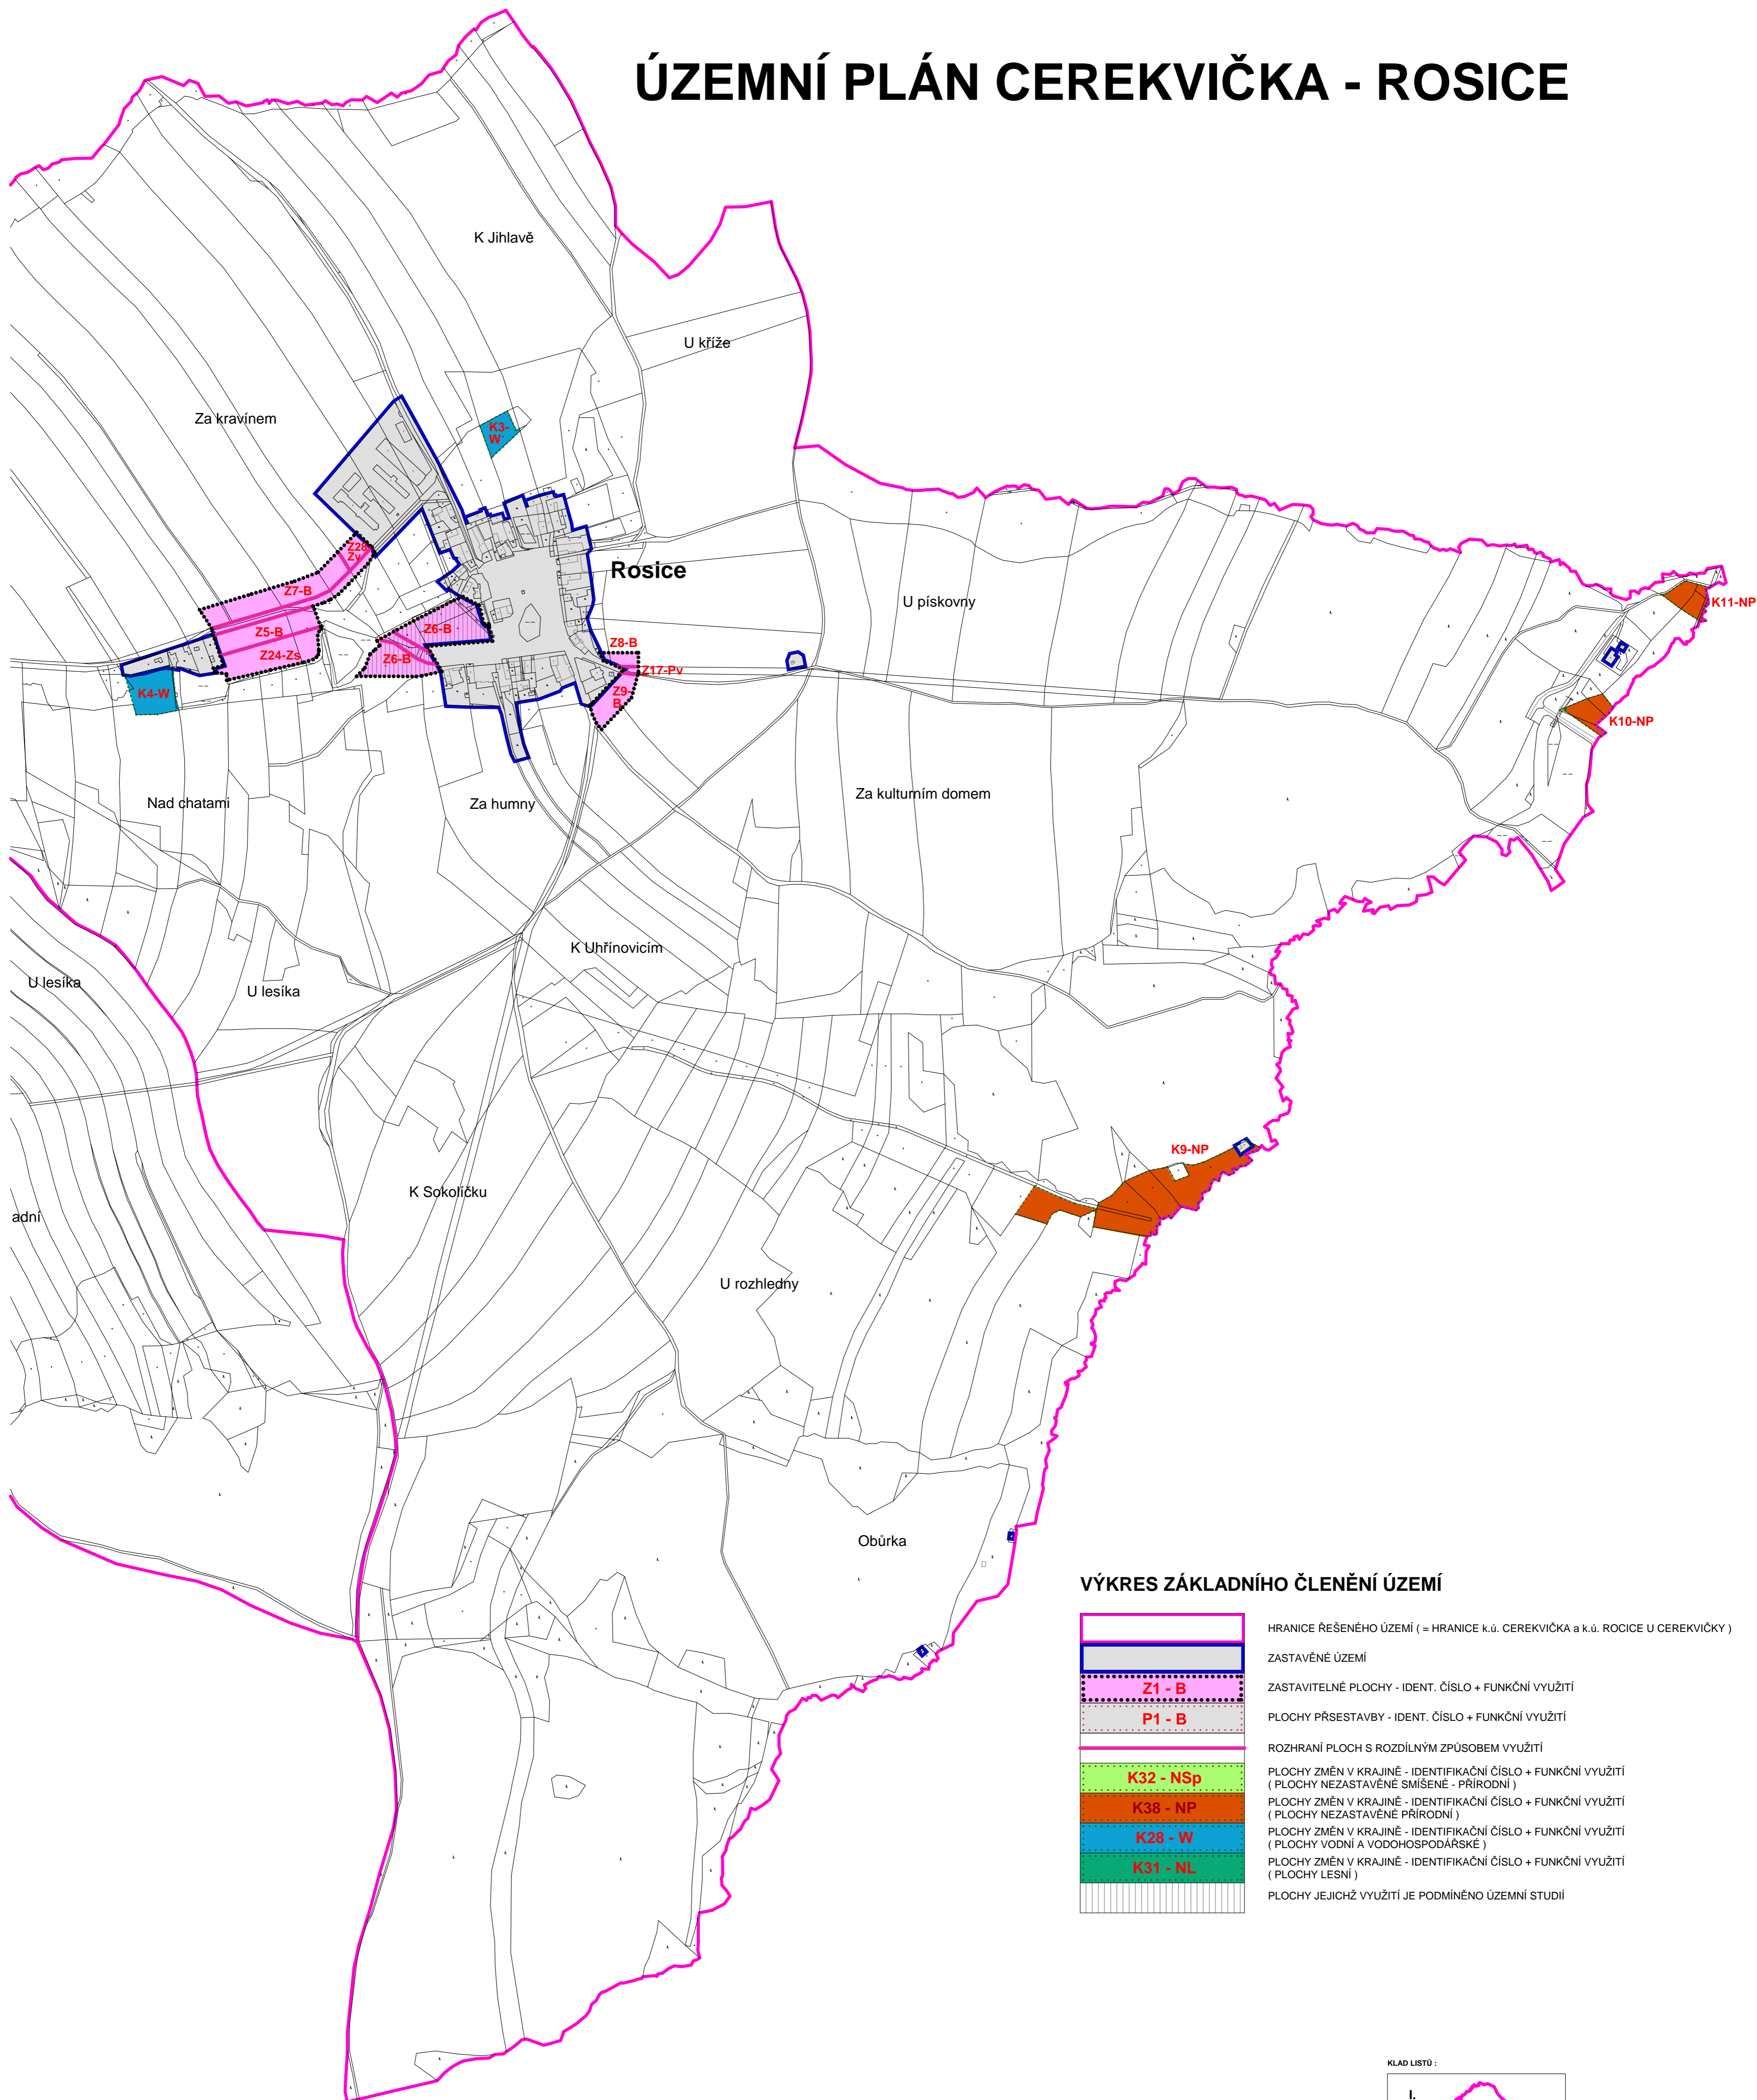 ÚZEMNÍ PLÁN CEREKVIČKA - ROSICE
K Jihlavě
U kříže
Za kravínem
K3-
W
Z28-
Zv
Rosice
Z7-B
U pískovny
K11-NP
Z5-B
Z6-B
Z8-B
Z24-Zs
Z6-B
Z17-Pv
K4-W
Z9-
B
K10-NP
Nad chatami
Za humny
Za kulturním domem
K Uhřínovicím
U lesíka
U lesíka
K9-NP
K Sokolíčku
adní
U rozhledny
Obůrka
VÝKRES ZÁKLADNÍHO ČLENĚNÍ ÚZEMÍ
HRANICE ŘEŠENÉHO ÚZEMÍ ( = HRANICE k.ú. CEREKVIČKA a k.ú. ROCICE U CEREKVIČKY )
ZASTAVĚNÉ ÚZEMÍ
Z1 - B
ZASTAVITELNÉ PLOCHY - IDENT. ČÍSLO + FUNKČNÍ VYUŽITÍ
P1 - B
PLOCHY PŘSESTAVBY - IDENT. ČÍSLO + FUNKČNÍ VYUŽITÍ
ROZHRANÍ PLOCH S ROZDÍLNÝM ZPŮSOBEM VYUŽITÍ
K32 - NSp
PLOCHY ZMĚN V KRAJINĚ - IDENTIFIKAČNÍ ČÍSLO + FUNKČNÍ VYUŽITÍ
( PLOCHY NEZASTAVĚNÉ SMÍŠENÉ - PŘÍRODNÍ )
K38 - NP
PLOCHY ZMĚN V KRAJINĚ - IDENTIFIKAČNÍ ČÍSLO + FUNKČNÍ VYUŽITÍ
( PLOCHY NEZASTAVĚNÉ PŘÍRODNÍ )
K28 - W
PLOCHY ZMĚN V KRAJINĚ - IDENTIFIKAČNÍ ČÍSLO + FUNKČNÍ VYUŽITÍ
( PLOCHY VODNÍ A VODOHOSPODÁŘSKÉ )
K31 - NL
PLOCHY ZMĚN V KRAJINĚ - IDENTIFIKAČNÍ ČÍSLO + FUNKČNÍ VYUŽITÍ
( PLOCHY LESNÍ )
PLOCHY JEJICHŽ VYUŽITÍ JE PODMÍNĚNO ÚZEMNÍ STUDIÍ
KLAD LISTŮ :
I.